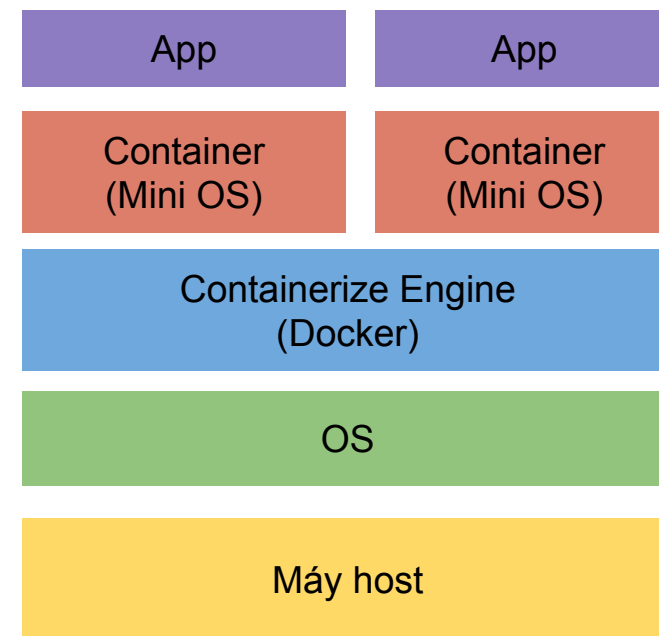 App
App
Container
(Mini OS)
Container
(Mini OS)
Containerize Engine
(Docker)
OS
Máy host